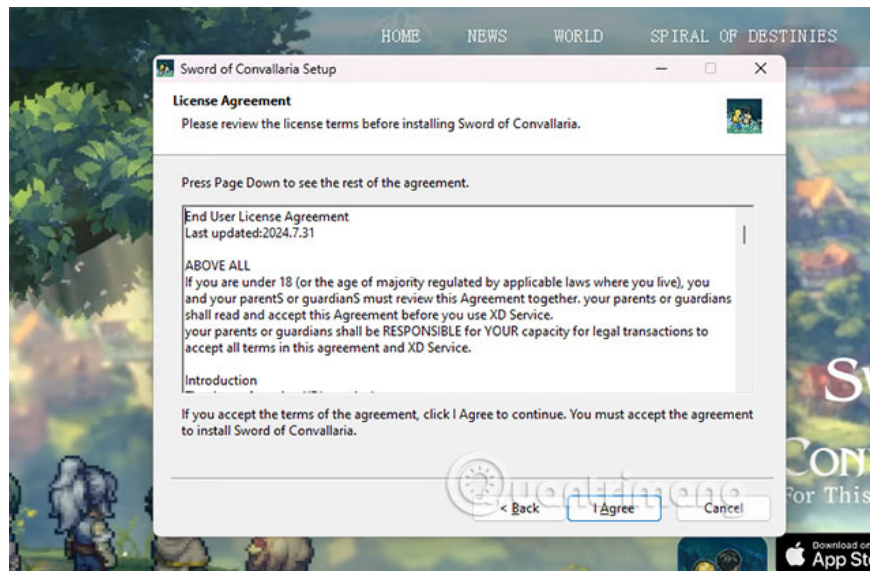 HOME NEWS WORLD SPIRAL OF DESTINIES
Sword of Convallaria Setup
License Agreement
Please review the license terms before installing Sword of Convallaria.
Press Page Down to see the rest of the agreement.
End User License Agreement
Last updated:2024.7.31
ABOVE ALL
If you are under 18 (or the age of majority regulated by applicable laws where you live), you
and your parentS or guardianS must review this Agreement together. your parents or guardians
shall read and accept this Agreement before you use XD Service.
your parents or guardians shall be RESPONSIBLE for YOUR capacity for legal transactions to
accept all terms in this agreement and XD Service.
Introduction
If you accept the terms of the agreement, click I Agree to continue. You must accept the agreement
to install Sword of Convallaria.
Quantrimang
< Back I Agree Cancel
For This
Download on
App Sto